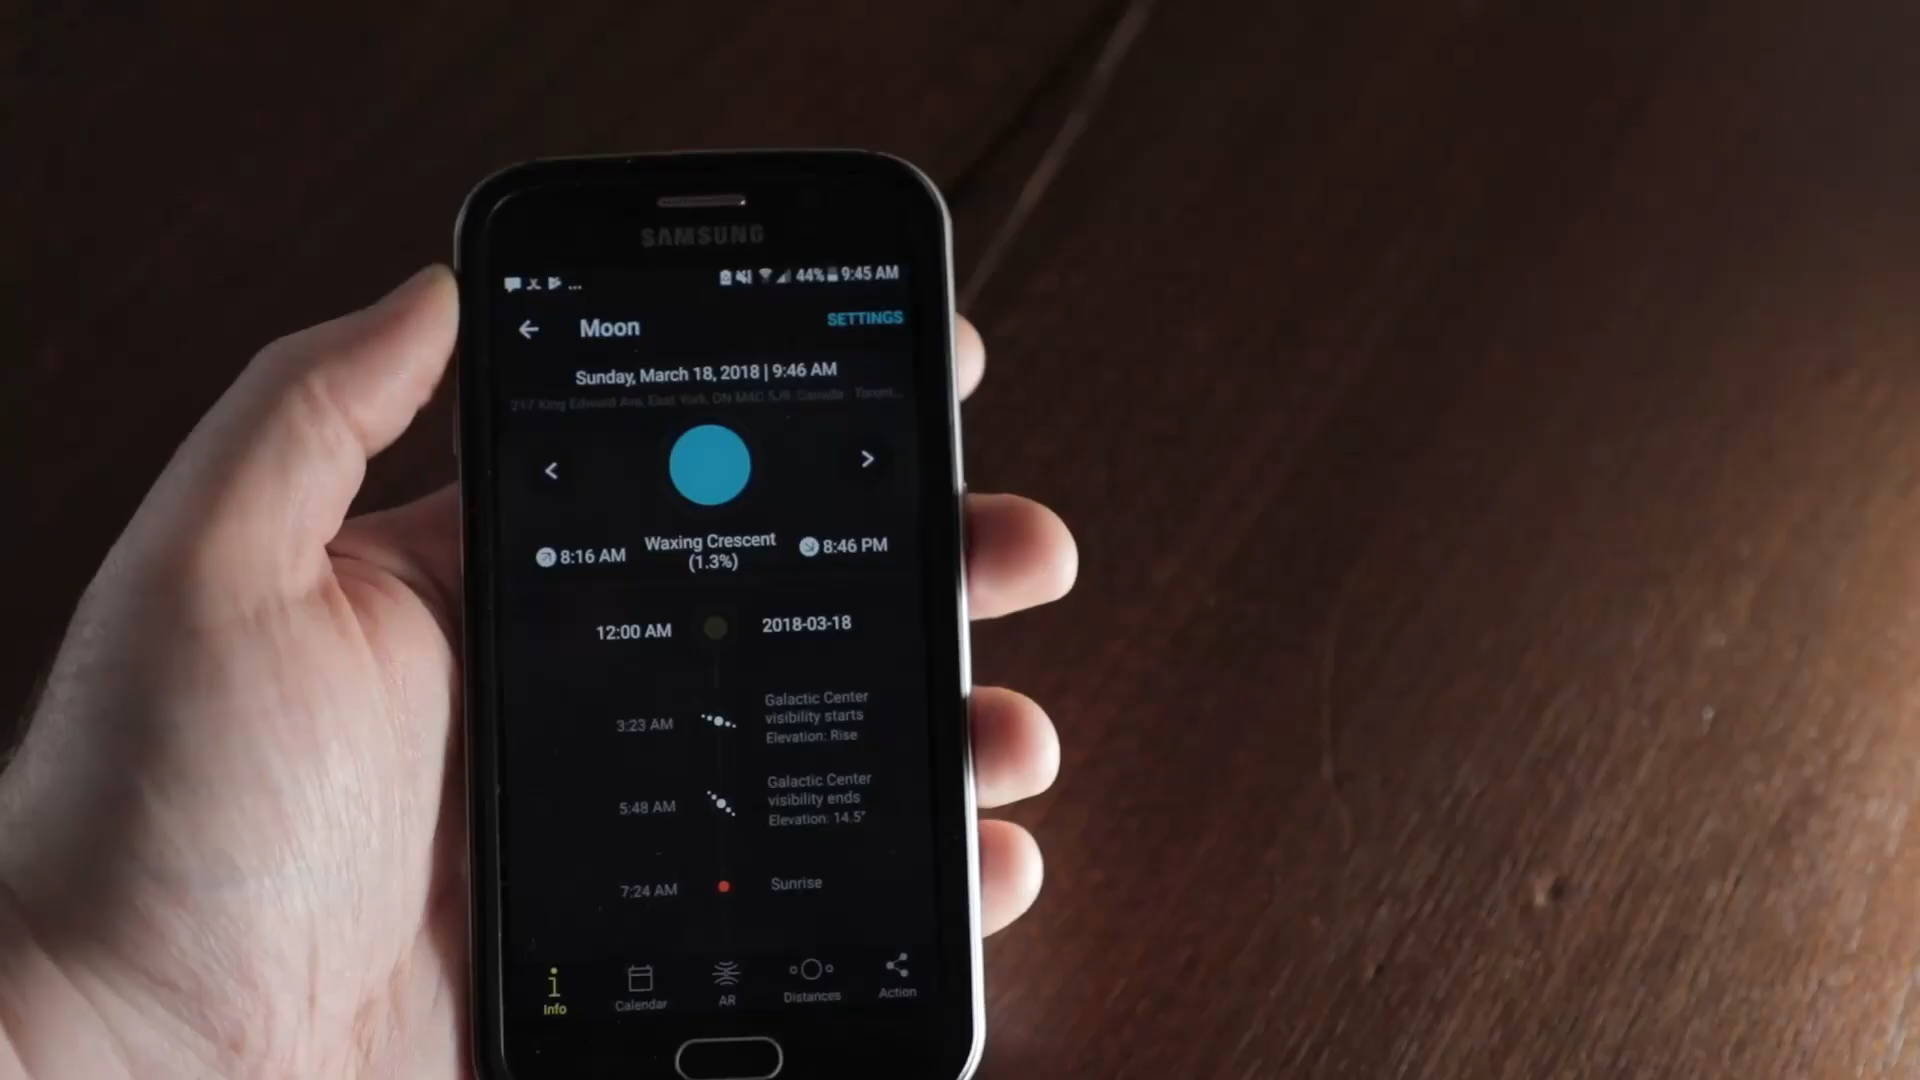 SAMSUNG
44% 9:45 AM
Moon
SETTINGS
Sunday, March 18, 2018 | 9:46 AM
217 King Edward Ave, East York, ON M4C 5J9, Canada - Toront...
8:16 AM
Waxing Crescent
(1.3%)
8:46 PM
12:00 AM
2018-03-18
3:23 AM
Galactic Center
visibility starts
Elevation: Rise
5:48 AM
Galactic Center
visibility ends
Elevation: 14.5°
7:24 AM
Sunrise
Info
Calendar
AR
Distances
Action